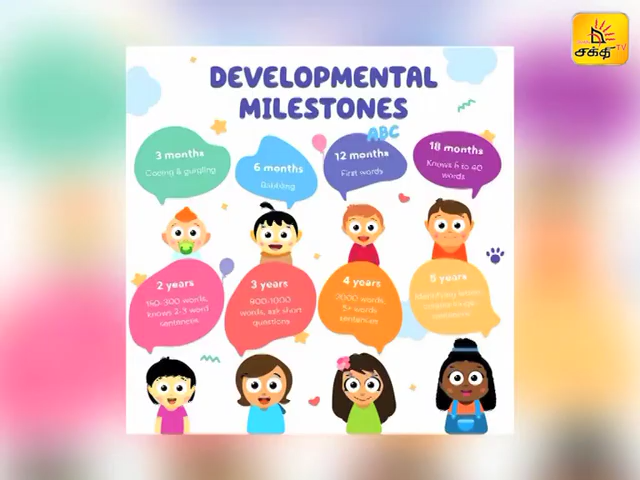 சக்தி TV
DEVELOPMENTAL
MILESTONES
ABC
3 months
Cooing & gurgling
6 months
Babbling
12 months
First words
18 months
Knows 6 to 40
words
2 years
150-300 words,
knows 2-3 word
sentences
3 years
900-1000
words, ask short
questions
4 years
2000 words,
5+ words
sentences
5 years
sentences